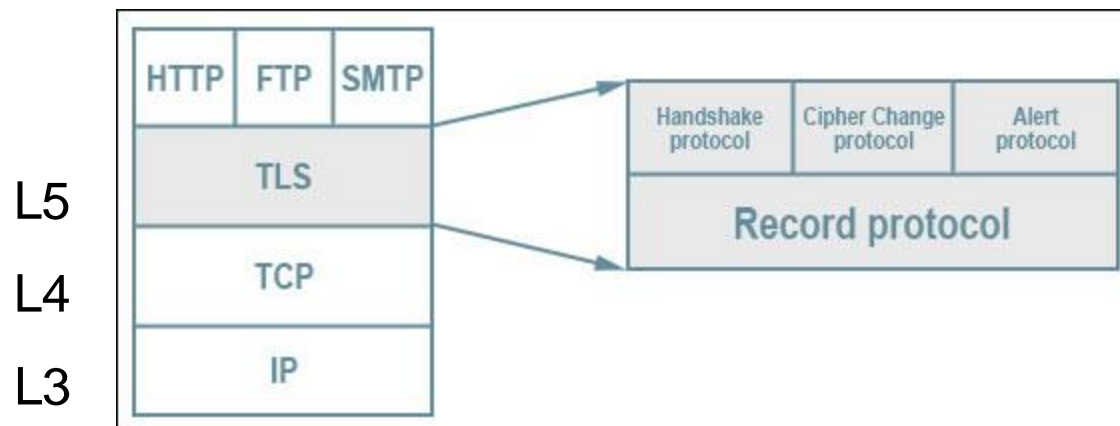 HTTP FTP SMTP
TLS
TCP
IP
L5
L4
L3
Handshake
protocol
Cipher Change
protocol
Alert
protocol
Record protocol